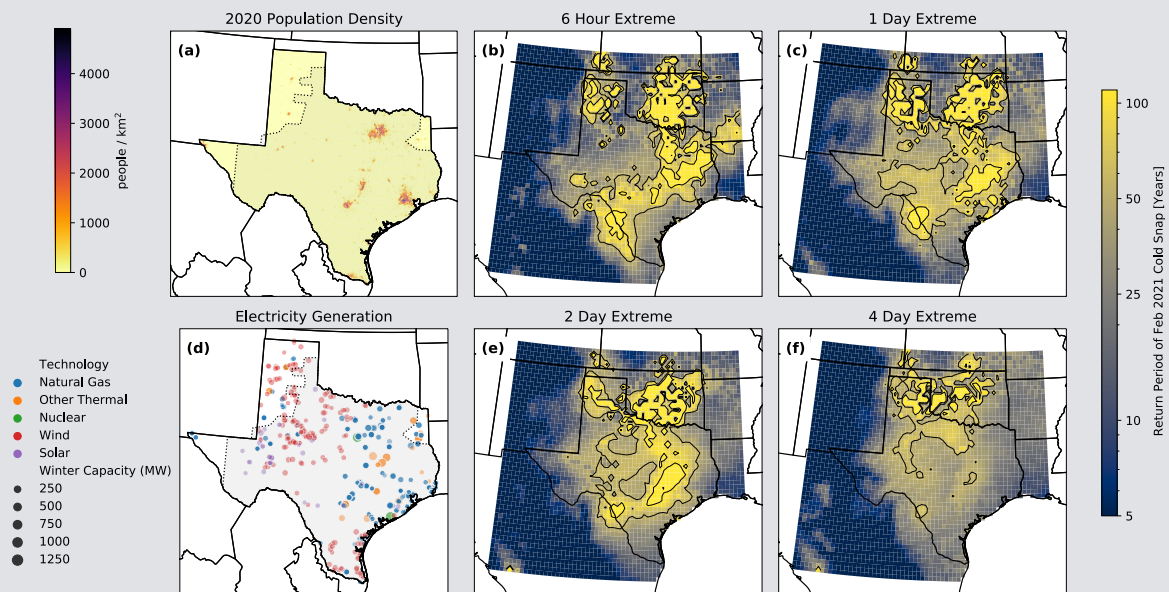 2020 Population Density
6 Hour Extreme
1 Day Extreme
(a)
(b)
(c)
4000
3000
2000
1000
0
people / km²
Electricity Generation
2 Day Extreme
4 Day Extreme
(d)
(e)
(f)
Technology
Natural Gas
Other Thermal
Nuclear
Wind
Solar
Winter Capacity (MW)
250
500
750
1000
1250
100
50
25
10
5
Return Period of Feb 2021 Cold Snap [Years]